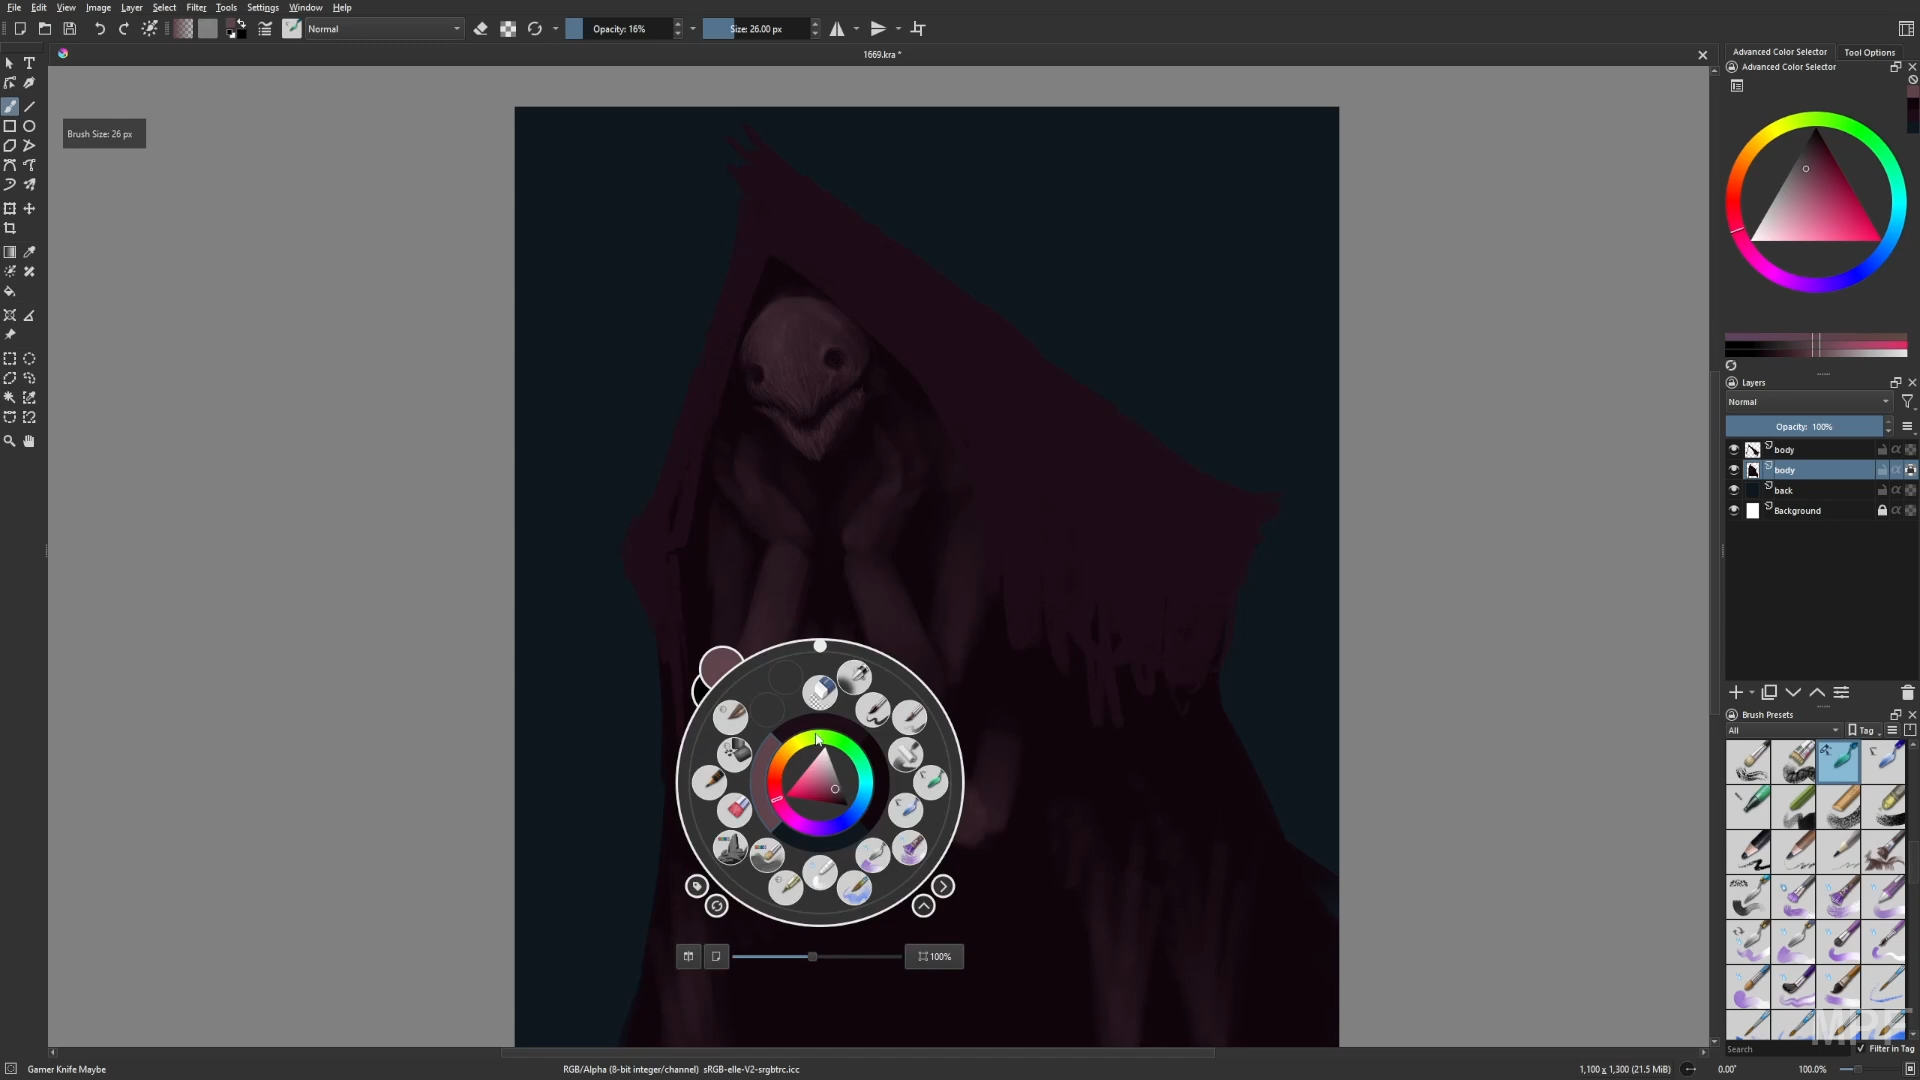 File Edit View Image Layer Select Filter Tools Settings Window Help
Normal
Opacity: 16%
Size: 26.00 px
1669.kra *
Brush Size: 26 px
Advanced Color Selector
Tool Options
Advanced Color Selector
Layers
Normal
Opacity: 100%
body
body
back
Background
Brush Presets
All
Tag
100%
MPF
Search
Filter in Tag
Gamer Knife Maybe
RGB/Alpha (8-bit integer/channel) sRGB-elle-V2-srgbtrc.icc
1,100 x 1,300 (21.5 MiB)
0.00°
100.0%